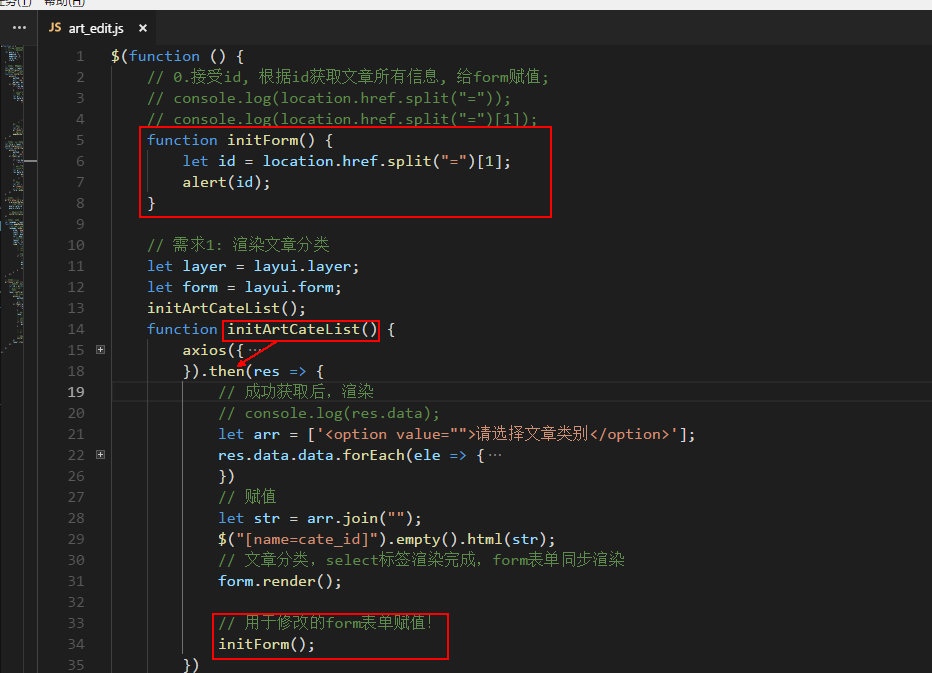 任务(T) 帮助(H)
··· JS art_edit.js ×
1 $(function () {
2 // 0.接受id, 根据id获取文章所有信息, 给form赋值;
3 // console.log(location.href.split("="));
4 // console.log(location.href.split("=")[1]);
5 function initForm() {
6 let id = location.href.split("=")[1];
7 alert(id);
8 }
9
10 // 需求1: 渲染文章分类
11 let layer = layui.layer;
12 let form = layui.form;
13 initArtCateList();
14 function initArtCateList() {
15 axios({···
18 }).then(res => {
19 // 成功获取后，渲染
20 // console.log(res.data);
21 let arr = ['<option value="">请选择文章类别</option>'];
22 res.data.data.forEach(ele => {···
26 })
27 // 赋值
28 let str = arr.join("");
29 $("[name=cate_id]").empty().html(str);
30 // 文章分类，select标签渲染完成，form表单同步渲染
31 form.render();
32
33 // 用于修改的form表单赋值！
34 initForm();
35 })